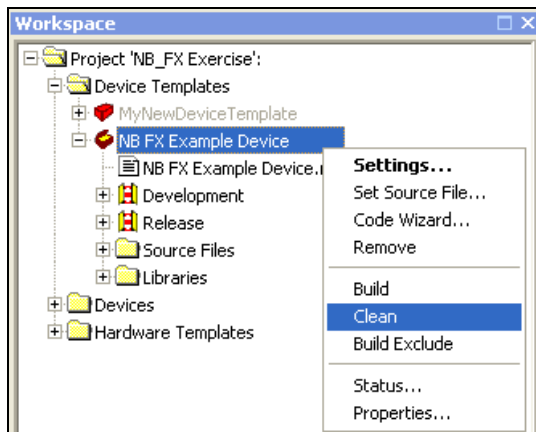 Workspace
Project 'NB_FX Exercise':
Device Templates
MyNewDeviceTemplate
NB FX Example Device
NB FX Example Device.
Development
Release
Source Files
Libraries
Devices
Hardware Templates
Settings...
Set Source File...
Code Wizard...
Remove
Build
Clean
Build Exclude
Status...
Properties...